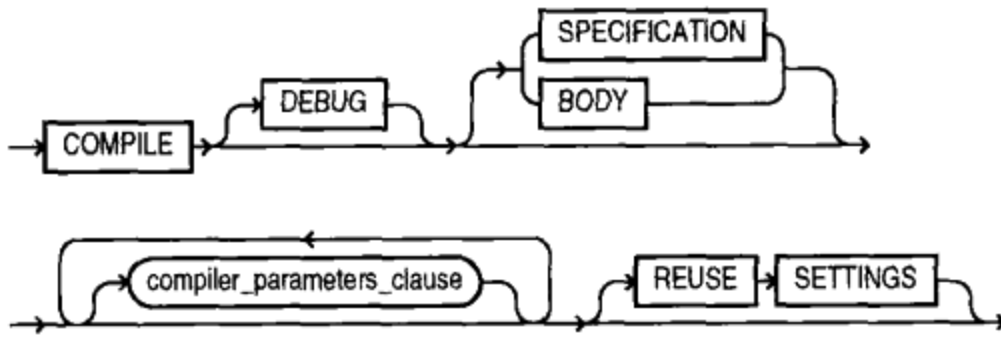 SPECIFICATION
DEBUG
BODY
COMPILE
compiler_parameters_clause
REUSE SETTINGS